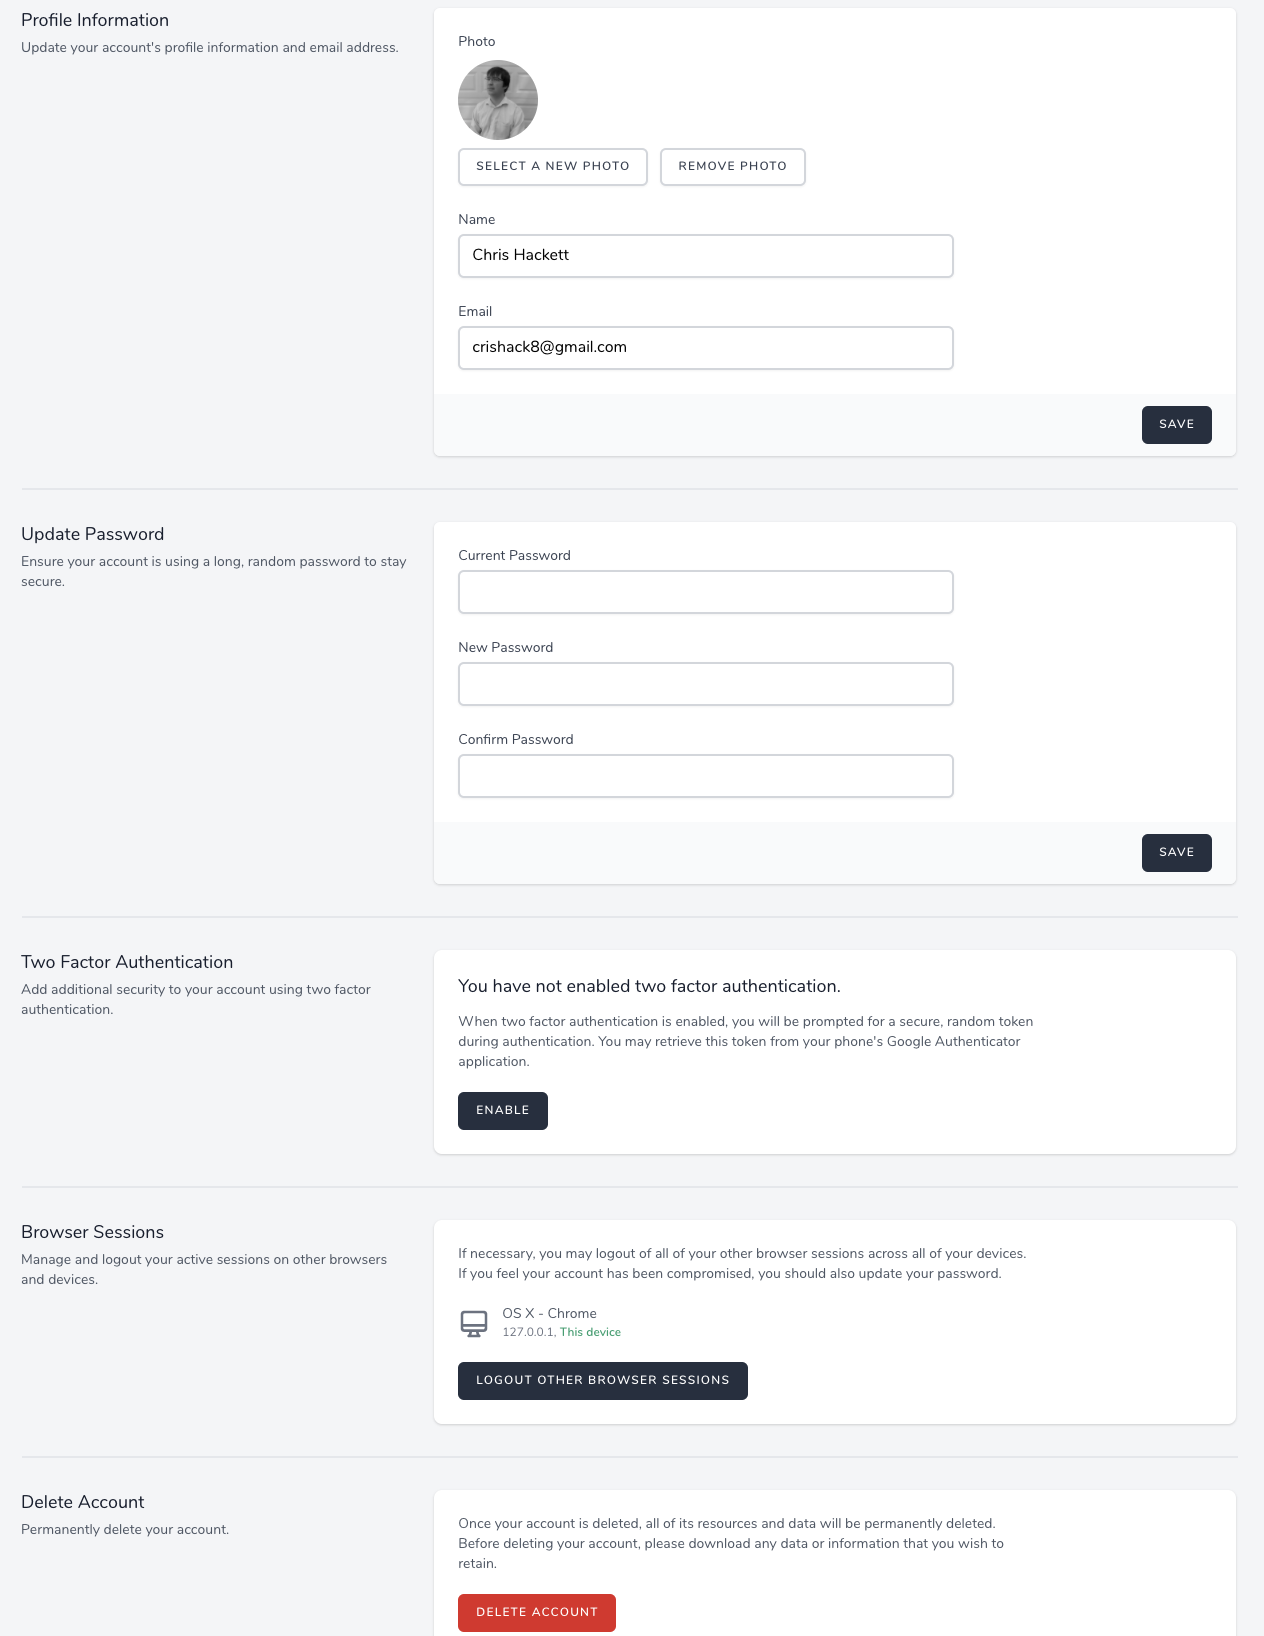 Profile Information
Update your account's profile information and email address.
Photo
SELECT A NEW PHOTO
REMOVE PHOTO
Name
Chris Hackett
Email
crishack8@gmail.com
SAVE
Update Password
Ensure your account is using a long, random password to stay
secure.
Current Password
New Password
Confirm Password
SAVE
Two Factor Authentication
Add additional security to your account using two factor
authentication.
You have not enabled two factor authentication.
When two factor authentication is enabled, you will be prompted for a secure, random token
during authentication. You may retrieve this token from your phone's Google Authenticator
application.
ENABLE
Browser Sessions
Manage and logout your active sessions on other browsers
and devices.
If necessary, you may logout of all of your other browser sessions across all of your devices.
If you feel your account has been compromised, you should also update your password.
OS X - Chrome
127.0.0.1, This device
LOGOUT OTHER BROWSER SESSIONS
Delete Account
Permanently delete your account.
Once your account is deleted, all of its resources and data will be permanently deleted.
Before deleting your account, please download any data or information that you wish to
retain.
DELETE ACCOUNT